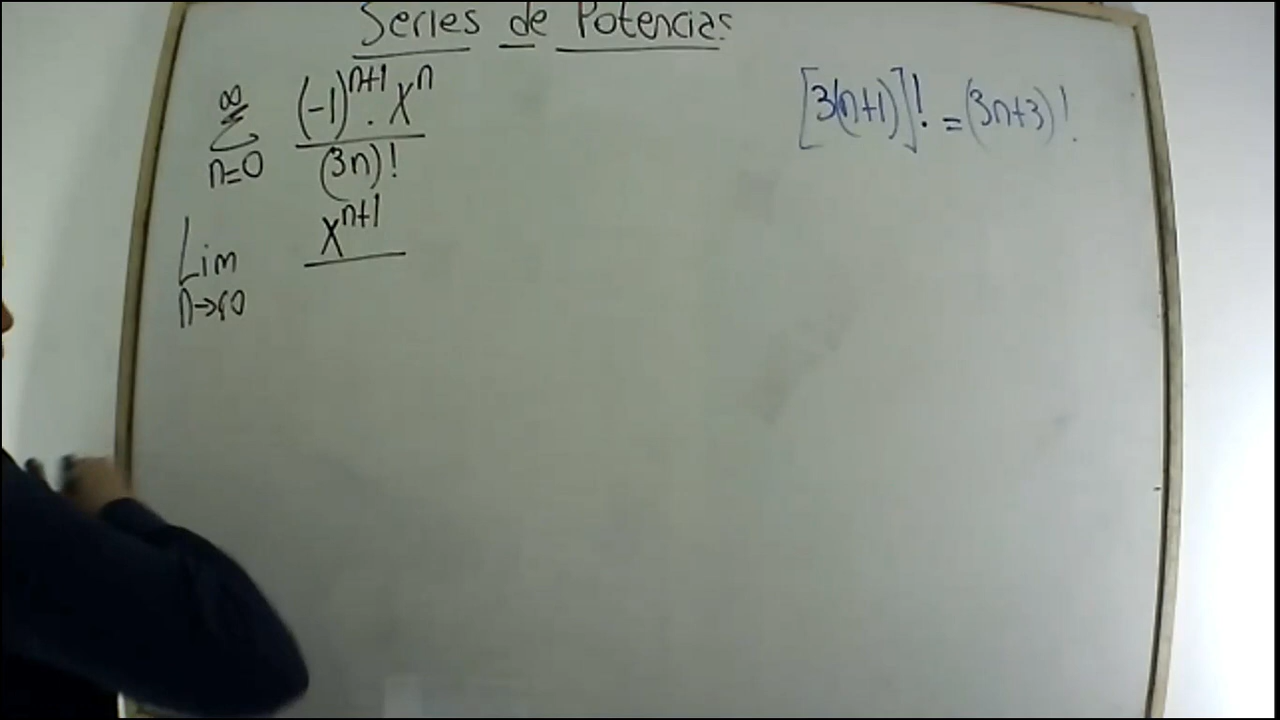 Series de Potencias
∞
Σ
n=0
(-1)^{n+1} . x^n
(3n)!
Lim
n→∞
x^{n+1}
[3(n+1)]! = (3n+3)!